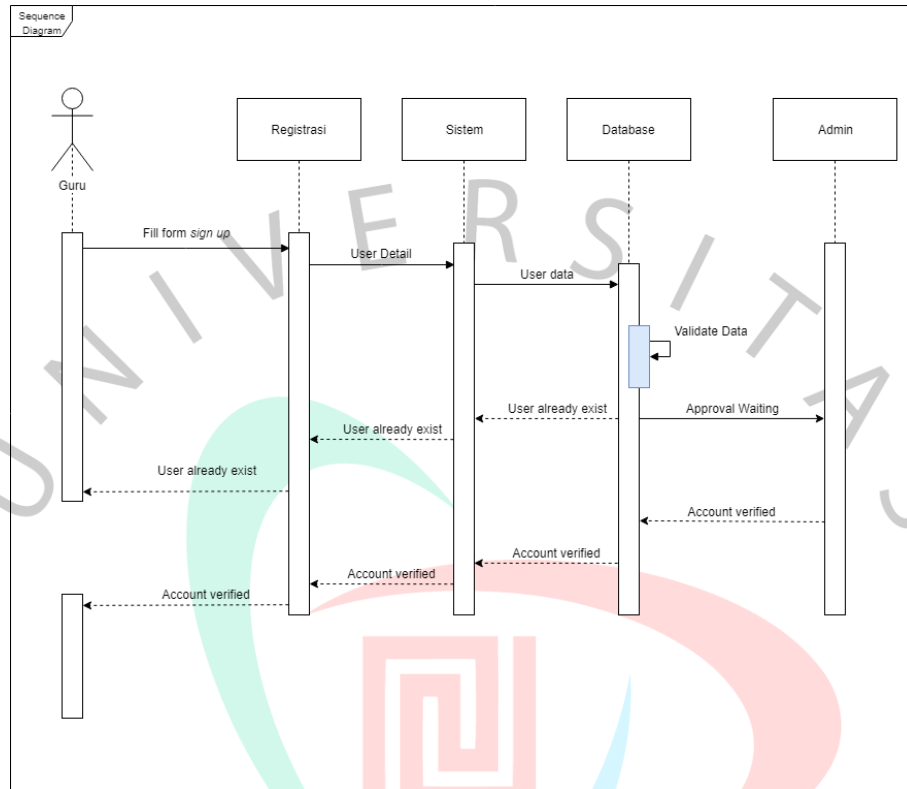 Sequence
Diagram
Registrasi
Sistem
Database
Admin
Guru
UNIVERSITAS
Fill form sign up
User Detail
User data
Validate Data
User already exist
Approval Waiting
User already exist
User already exist
Account verified
Account verified
Account verified
Account verified